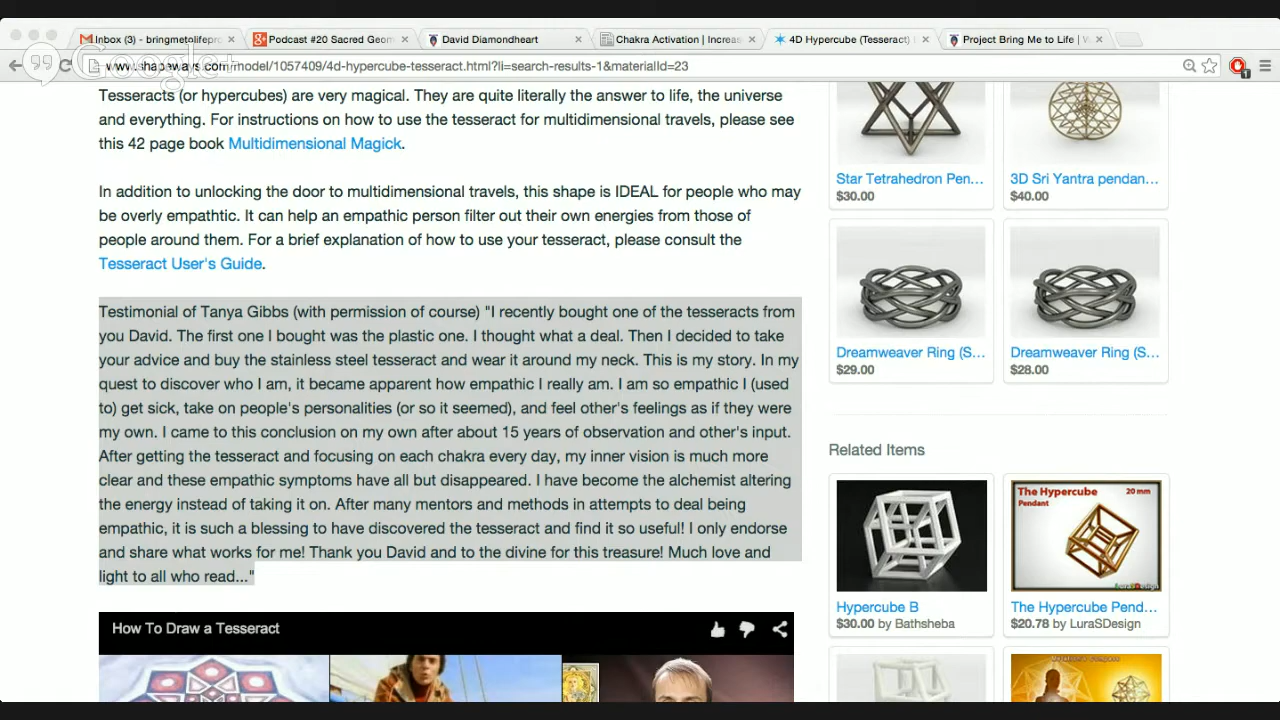 Inbox (3) - bringmetolifepro
Podcast #20 Sacred Geom
David Diamondheart
Chakra Activation | Increas
4D Hypercube (Tesseract)
Project Bring Me to Life | V
Google+
www.shapeways.com/model/1057409/4d-hypercube-tesseract.html?li=search-results-1&materialId=23
Tesseracts (or hypercubes) are very magical. They are quite literally the answer to life, the universe
and everything. For instructions on how to use the tesseract for multidimensional travels, please see
this 42 page book Multidimensional Magick.
In addition to unlocking the door to multidimensional travels, this shape is IDEAL for people who may
be overly empathtic. It can help an empathic person filter out their own energies from those of
people around them. For a brief explanation of how to use your tesseract, please consult the
Tesseract User's Guide.
Testimonial of Tanya Gibbs (with permission of course) "I recently bought one of the tesseracts from
you David. The first one I bought was the plastic one. I thought what a deal. Then I decided to take
your advice and buy the stainless steel tesseract and wear it around my neck. This is my story. In my
quest to discover who I am, it became apparent how empathic I really am. I am so empathic I (used
to) get sick, take on people's personalities (or so it seemed), and feel other's feelings as if they were
my own. I came to this conclusion on my own after about 15 years of observation and other's input.
After getting the tesseract and focusing on each chakra every day, my inner vision is much more
clear and these empathic symptoms have all but disappeared. I have become the alchemist altering
the energy instead of taking it on. After many mentors and methods in attempts to deal being
empathic, it is such a blessing to have discovered the tesseract and find it so useful! I only endorse
and share what works for me! Thank you David and to the divine for this treasure! Much love and
light to all who read..."
How To Draw a Tesseract
Star Tetrahedron Pen...
$30.00
3D Sri Yantra pendan...
$40.00
Dreamweaver Ring (S...
$29.00
Dreamweaver Ring (S...
$28.00
Related Items
Hypercube B
$30.00 by Bathsheba
The Hypercube 20 mm
Pendant
LuraSDesign
The Hypercube Pend...
$20.78 by LuraSDesign